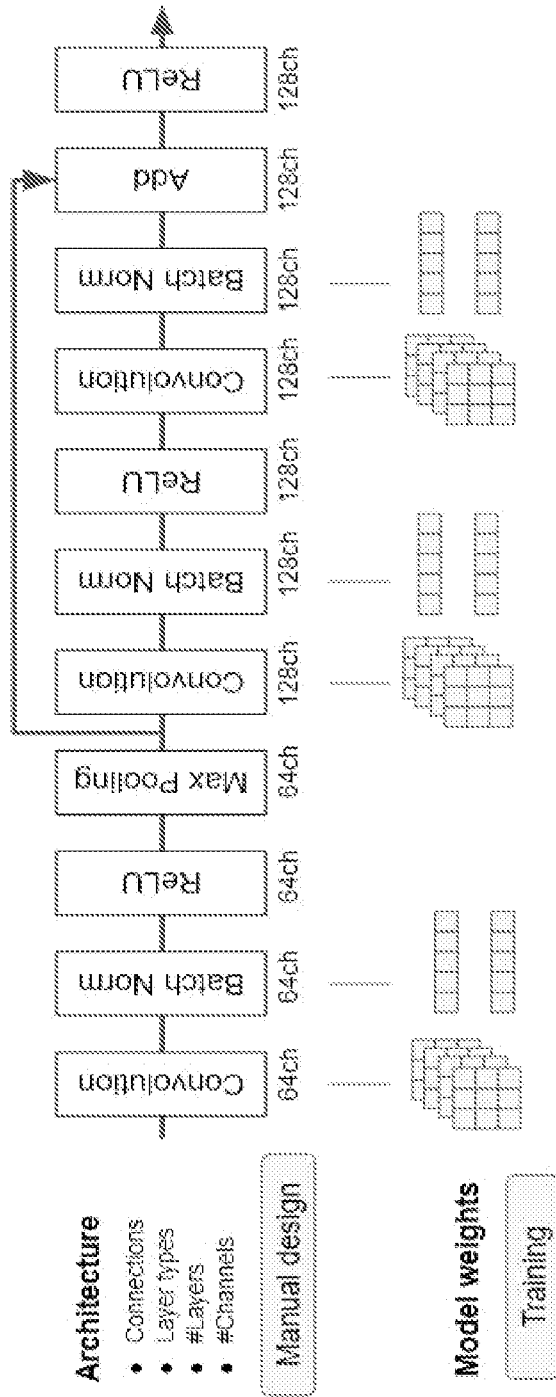 Architecture
• Connections
• Layer types
• #Layers
• #Channels
Manual design
Convolution
Batch Norm
ReLU
Max Pooling
Convolution
Batch Norm
ReLU
Convolution
Batch Norm
Add
ReLU
64ch
64ch
64ch
64ch
128ch
128ch
128ch
128ch
128ch
128ch
128ch
Model weights
Training